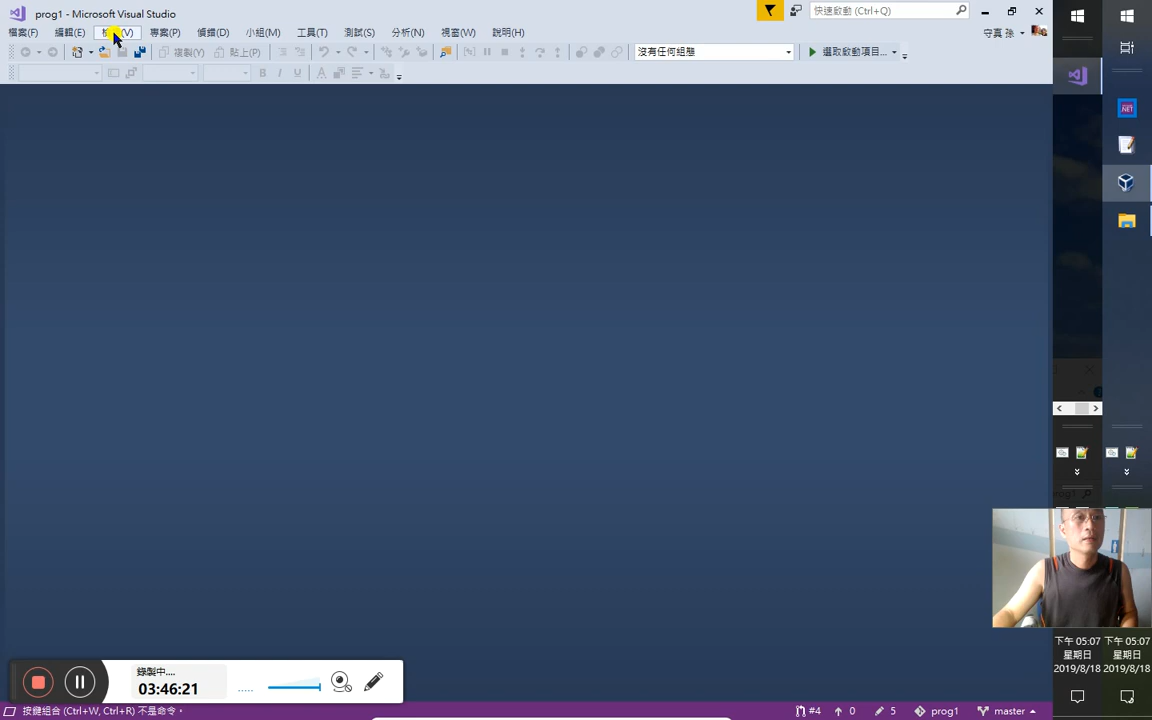 prog1 - Microsoft Visual Studio
快速啟動 (Ctrl+Q)
檔案(F) 編輯(E) 檢視(V) 專案(P) 偵錯(D) 小組(M) 工具(T) 測試(S) 分析(N) 視窗(W) 說明(H)
守真 孫
複製(Y) 貼上(P) 沒有任何組態 選取啟動項目...
B I U A
.NET
錄製中....
03:46:21
下午 05:07 下午 05:07
星期日 星期日
2019/8/18 2019/8/18
按鍵組合 (Ctrl+W, Ctrl+R) 不是命令。
#4 0 5 prog1 master